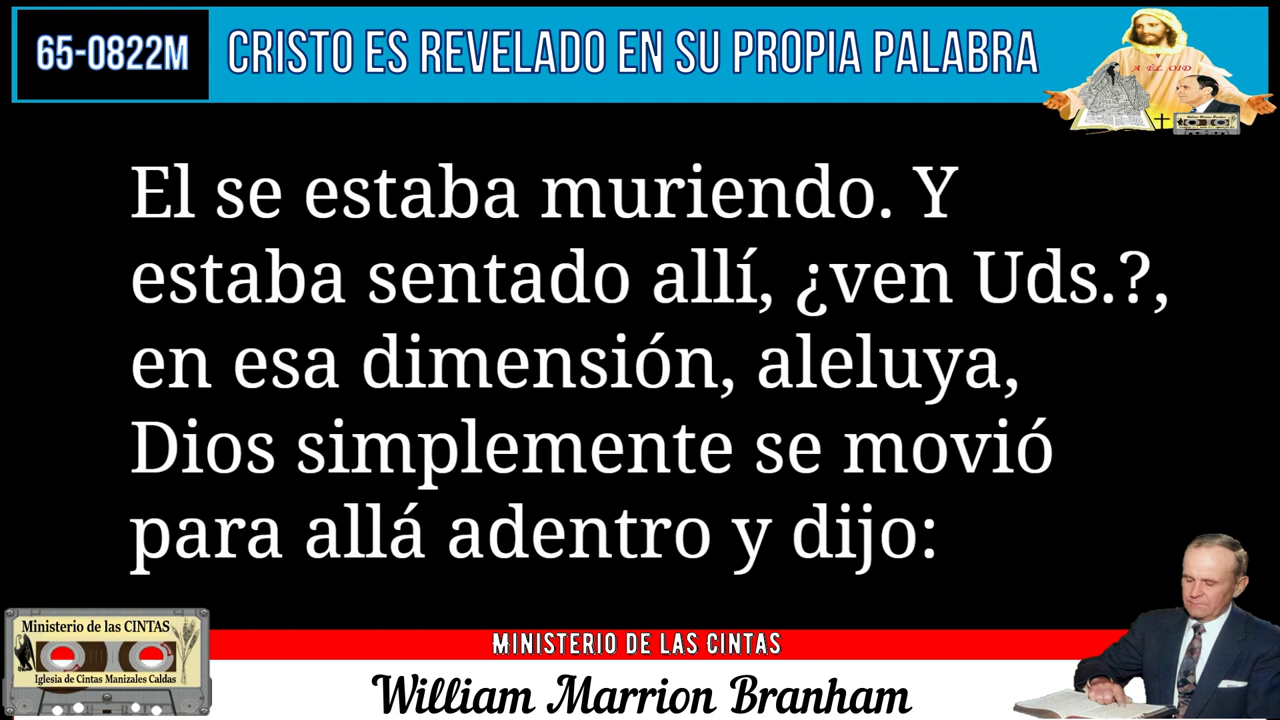 65-0822M
CRISTO ES REVELADO EN SU PROPIA PALABRA
A ÉL OID
El se estaba muriendo. Y
estaba sentado allí, ¿ven Uds.?,
en esa dimensión, aleluya,
Dios simplemente se movió
para allá adentro y dijo:
Ministerio de las CINTAS
Iglesia de Cintas Manizales Caldas
MINISTERIO DE LAS CINTAS
William Marrion Branham